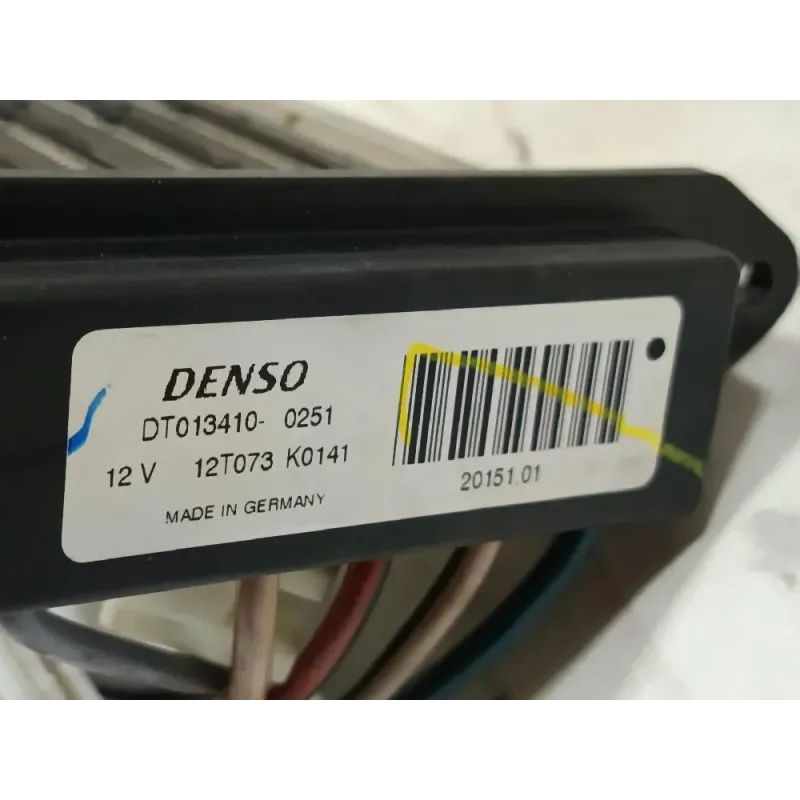 DENSO
DT013410- 0251
12 V 12T073 K0141
MADE IN GERMANY
20151.01